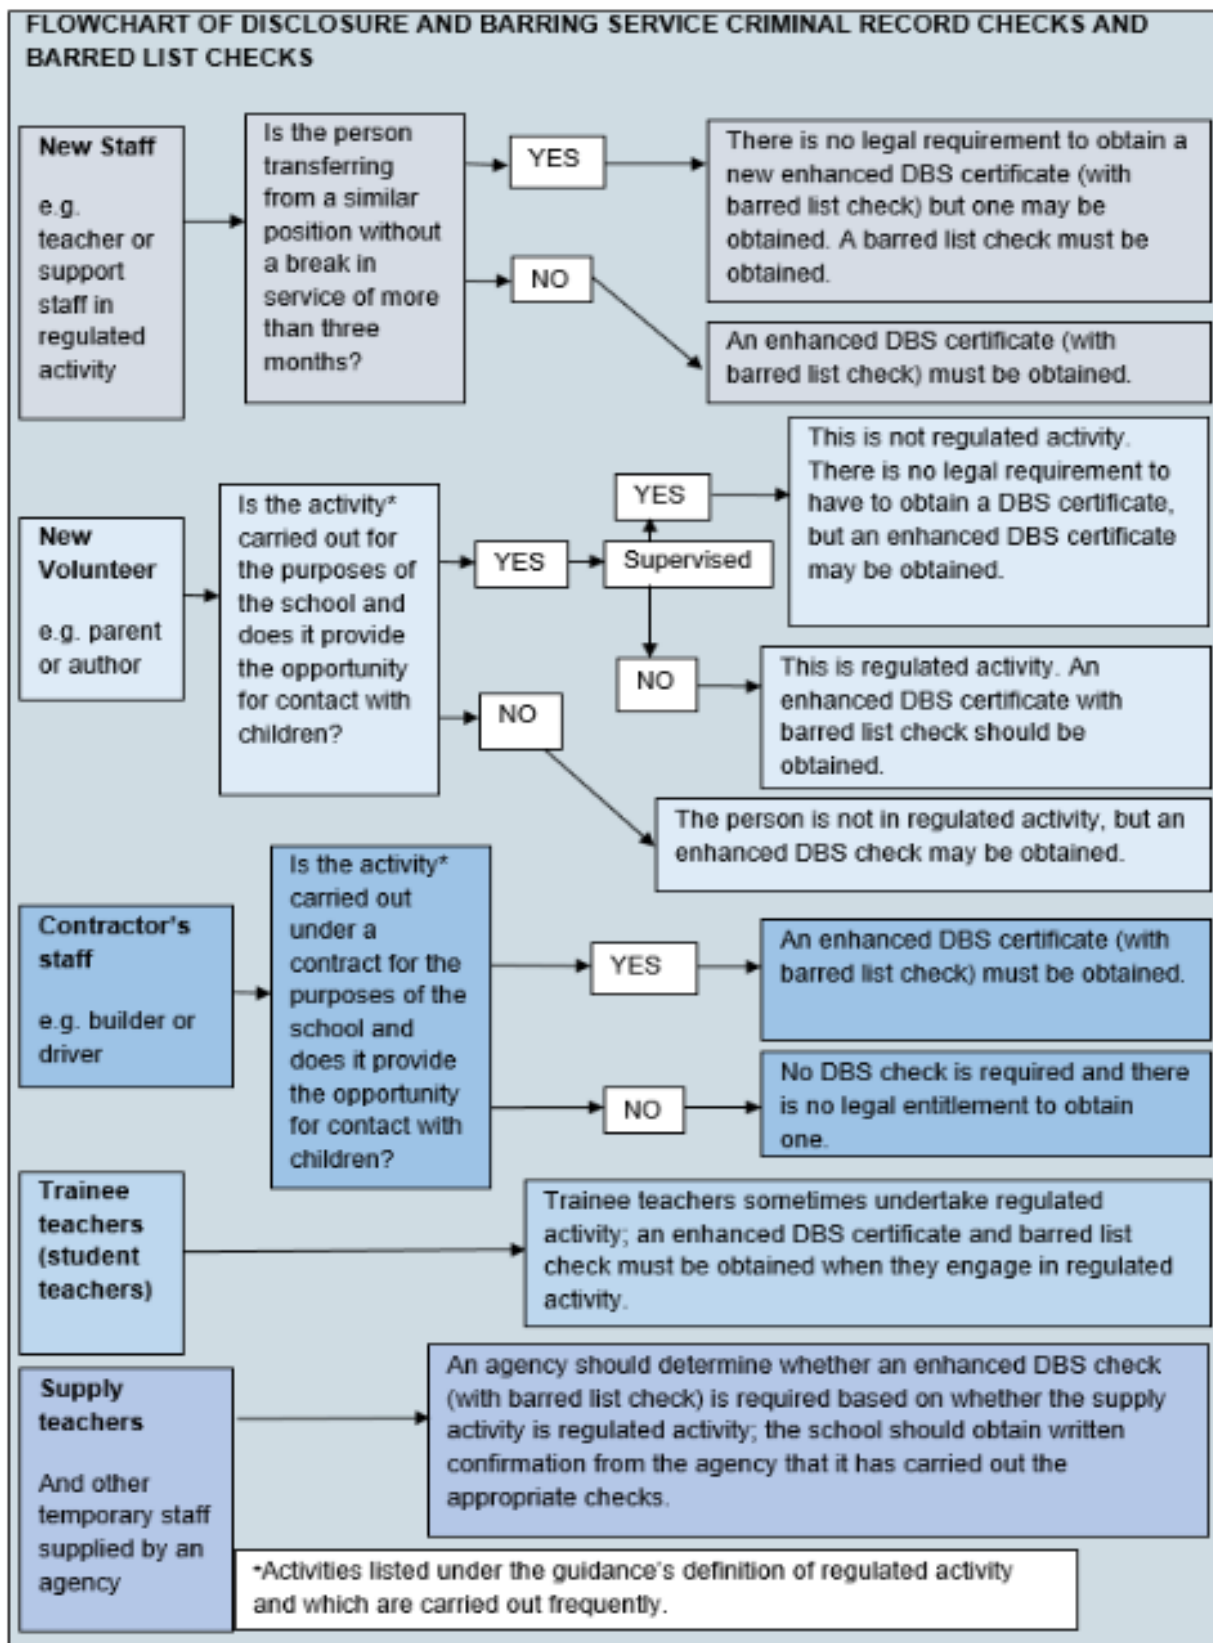 FLOWCHART OF DISCLOSURE AND BARRING SERVICE CRIMINAL RECORD CHECKS AND
BARRED LIST CHECKS
New Staff
e.g.
teacher or
support
staff in
regulated
activity
Is the person
transferring
from a similar
position without
a break in
service of more
than three
months?
YES
There is no legal requirement to obtain a
new enhanced DBS certificate (with
barred list check) but one may be
obtained. A barred list check must be
obtained.
NO
An enhanced DBS certificate (with
barred list check) must be obtained.
New
Volunteer
e.g. parent
or author
Is the activity*
carried out for
the purposes of
the school and
does it provide
the opportunity
for contact with
children?
YES
Supervised
YES
This is not regulated activity.
There is no legal requirement to
have to obtain a DBS certificate,
but an enhanced DBS certificate
may be obtained.
NO
This is regulated activity. An
enhanced DBS certificate with
barred list check should be
obtained.
NO
The person is not in regulated activity, but an
enhanced DBS check may be obtained.
Contractor's
staff
e.g. builder or
driver
Is the activity*
carried out
under a
contract for the
purposes of the
school and
does it provide
the opportunity
for contact with
children?
YES
An enhanced DBS certificate (with
barred list check) must be obtained.
NO
No DBS check is required and there
is no legal entitlement to obtain
one.
Trainee
teachers
(student
teachers)
Trainee teachers sometimes undertake regulated
activity; an enhanced DBS certificate and barred list
check must be obtained when they engage in regulated
activity.
Supply
teachers
And other
temporary staff
supplied by an
agency
An agency should determine whether an enhanced DBS check
(with barred list check) is required based on whether the supply
activity is regulated activity; the school should obtain written
confirmation from the agency that it has carried out the
appropriate checks.
*Activities listed under the guidance's definition of regulated activity
and which are carried out frequently.